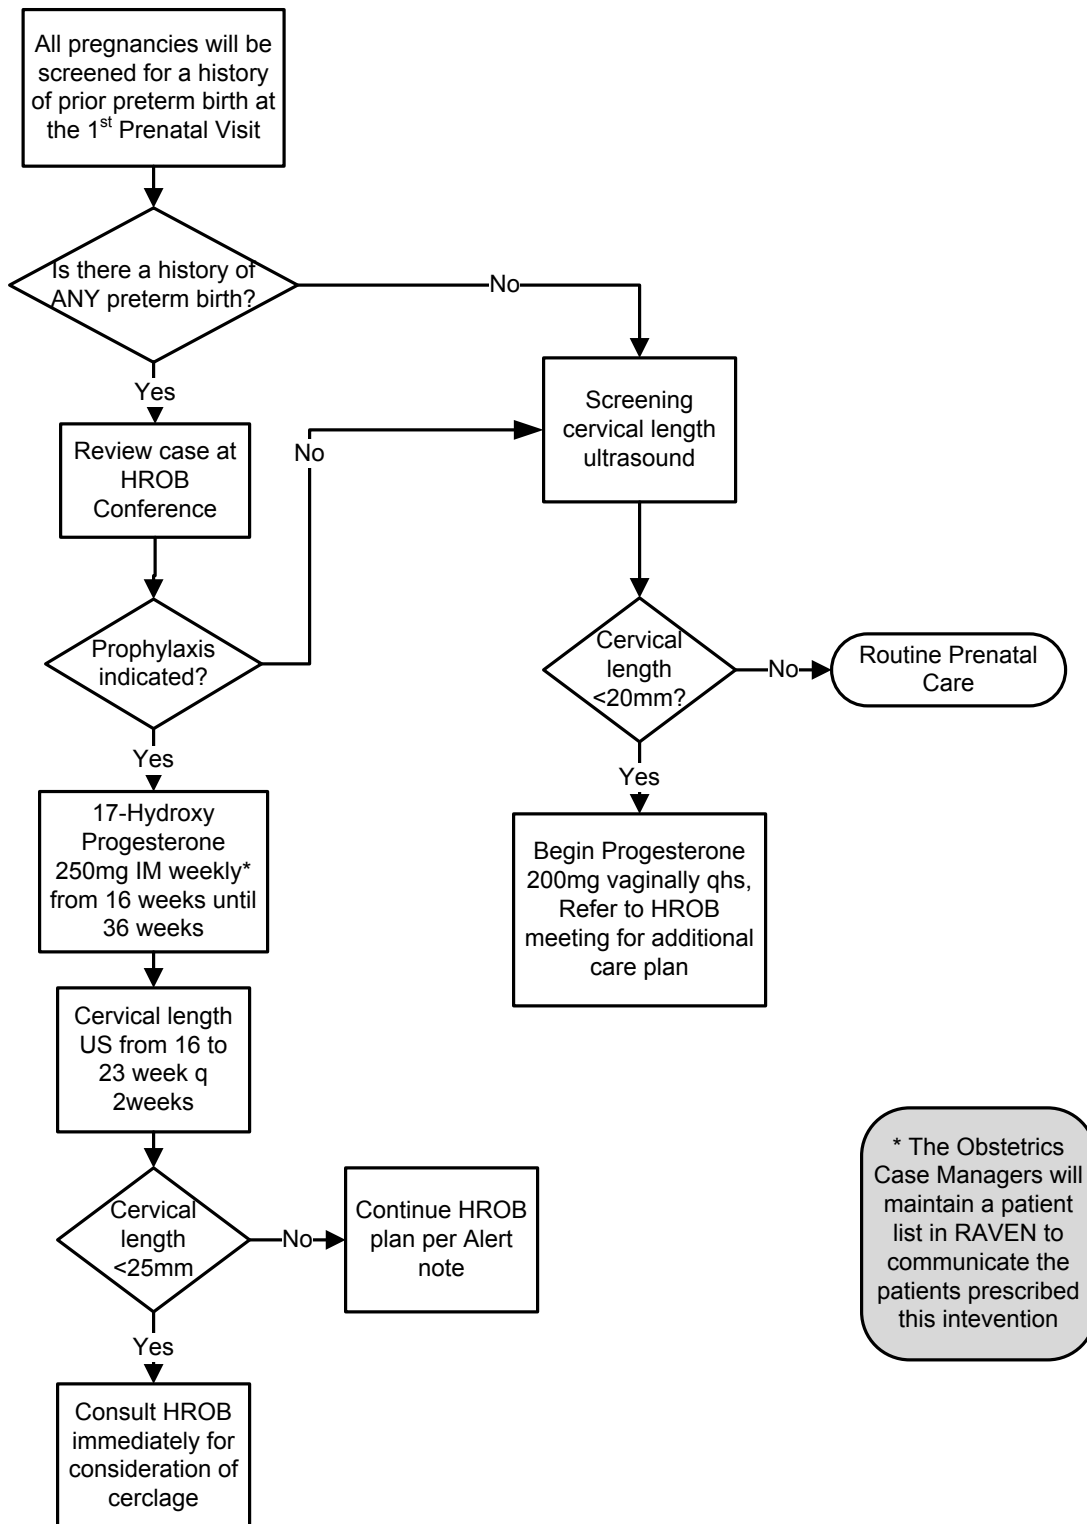 All pregnancies will be
screened for a history
of prior preterm birth at
the 1st Prenatal Visit
Is there a history of
ANY preterm birth?
No
Yes
Review case at
HROB
Conference
No
Screening
cervical length
ultrasound
Prophylaxis
indicated?
Yes
Cervical
length
<20mm?
No
Routine Prenatal
Care
Yes
17-Hydroxy
Progesterone
250mg IM weekly*
from 16 weeks until
36 weeks
Begin Progesterone
200mg vaginally qhs,
Refer to HROB
meeting for additional
care plan
Cervical length
US from 16 to
23 week q
2weeks
Cervical
length
<25mm
No
Continue HROB
plan per Alert
note
Yes
Consult HROB
immediately for
consideration of
cerclage
* The Obstetrics
Case Managers will
maintain a patient
list in RAVEN to
communicate the
patients prescribed
this intevention